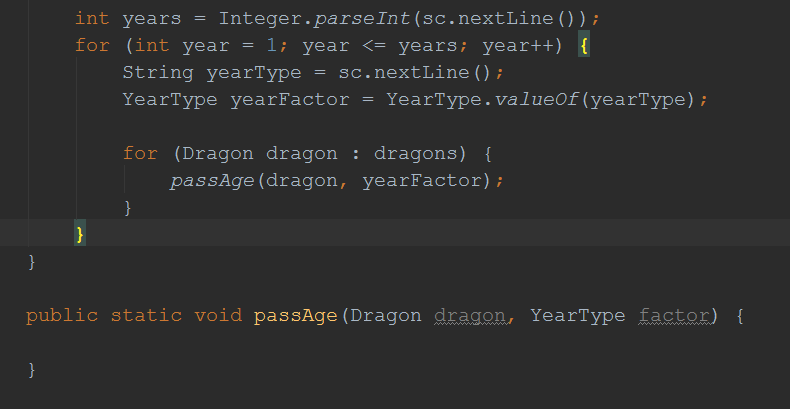 int years = Integer.parseInt(sc.nextLine());
for (int year = 1; year <= years; year++) {
String yearType = sc.nextLine();
YearType yearFactor = YearType.valueOf(yearType);
for (Dragon dragon : dragons) {
passAge(dragon, yearFactor);
}
}
}
public static void passAge(Dragon dragon, YearType factor) {
}